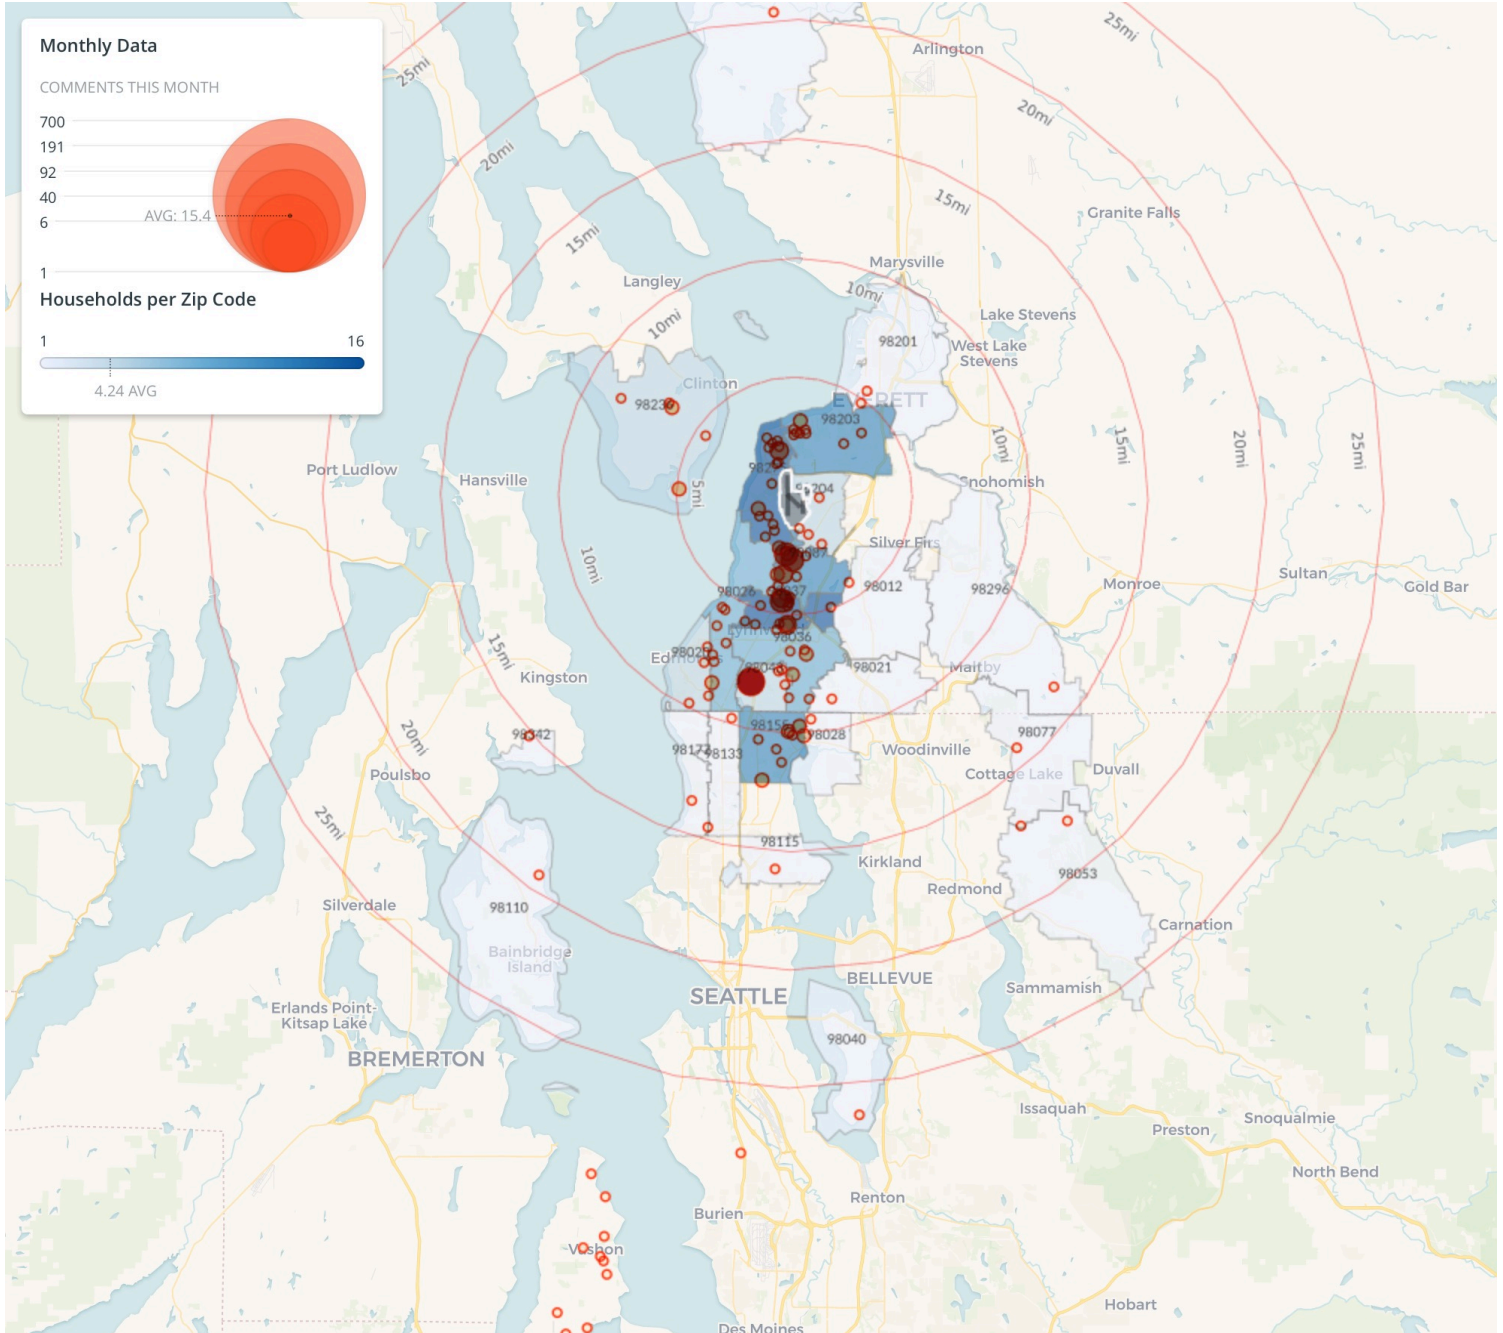 Monthly Data
COMMENTS THIS MONTH
700
191
92
40
AVG: 15.4
6
1
Households per Zip Code
1 16
4.24 AVG
25mi
25mi
Arlington
20mi
20mi
15mi
15mi
Granite Falls
Marysville
Langley
10mi
10mi
Lake Stevens
98201
West Lake
Stevens
Clinton
EVERETT
98203
10mi
15mi
20mi
25mi
Port Ludlow
Hansville
5mi
Snohomish
Silver Firs
10mi
98012
98296
Monroe
Sultan
Gold Bar
98026
98036
15mi
98021
Maltby
Kingston
98342
20mi
98155
98028
98177
98133
98077
Woodinville
Cottage Lake
Duvall
Poulsbo
25mi
98115
Kirkland
98053
Redmond
Silverdale
98110
Carnation
Bainbridge
Island
BELLEVUE
Sammamish
SEATTLE
Erlands Point-
Kitsap Lake
98040
BREMERTON
Issaquah
Snoqualmie
Preston
North Bend
Renton
Burien
Vashon
Hobart
Des Moines